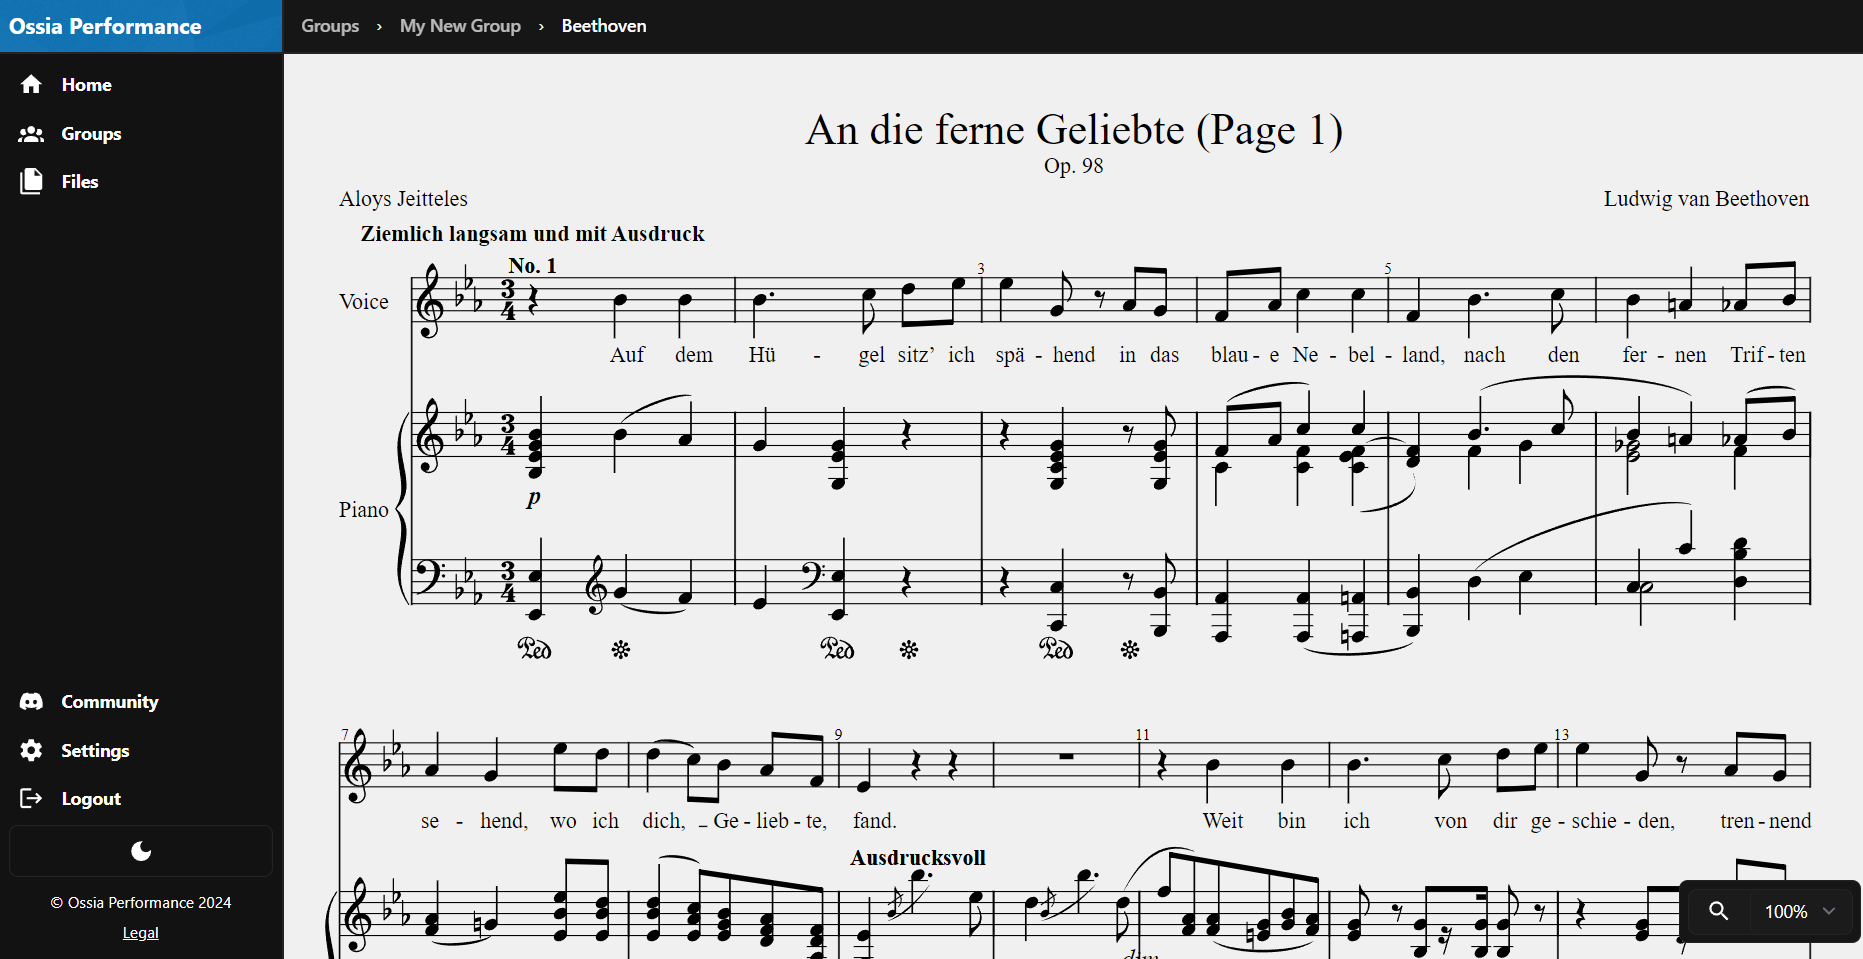 Ossia Performance
Groups › My New Group › Beethoven
Home
Groups
Files
Community
Settings
Logout
© Ossia Performance 2024
Legal
An die ferne Geliebte (Page 1)
Op. 98
Aloys Jeitteles
Ludwig van Beethoven
Ziemlich langsam und mit Ausdruck
No. 1
3
5
Voice
Auf dem Hü - gel sitz’ ich spä - hend in das blau - e Ne - bel - land, nach den fer - nen Trif - ten
p
Piano
7
9
11
13
se - hend, wo ich dich, _ Ge - lieb - te, fand. Weit bin ich von dir ge - schie - den, tren - nend
Ausdrucksvoll
100%